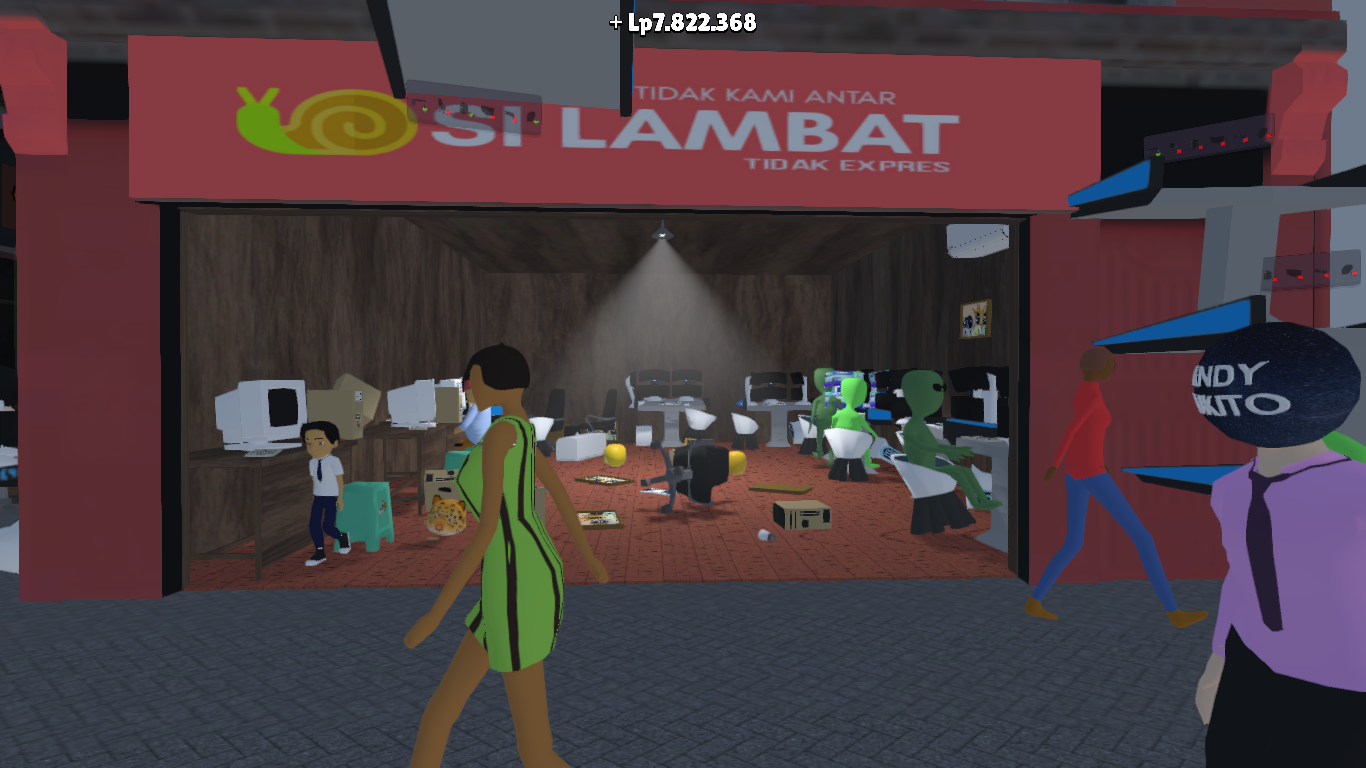 + Lp7.822.368
TIDAK KAMI ANTAR
SI LAMBAT
TIDAK EXPRES